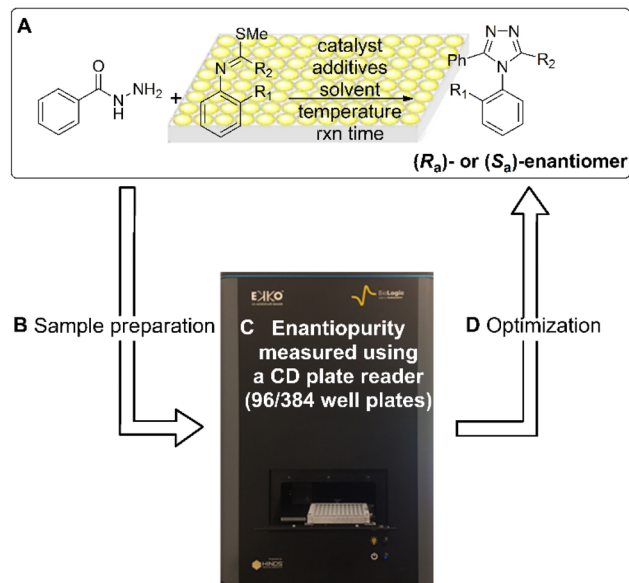 A
SMe
O
N
H
NH₂
+
N
R₂
R₁
catalyst
additives
solvent
temperature
rxn time
N
N
Ph
N
R₂
R₁
(Rₐ)- or (Sₐ)-enantiomer
EKKO
BioLogic
B Sample preparation
C Enantiopurity
measured using
a CD plate reader
(96/384 well plates)
D Optimization
HINDS